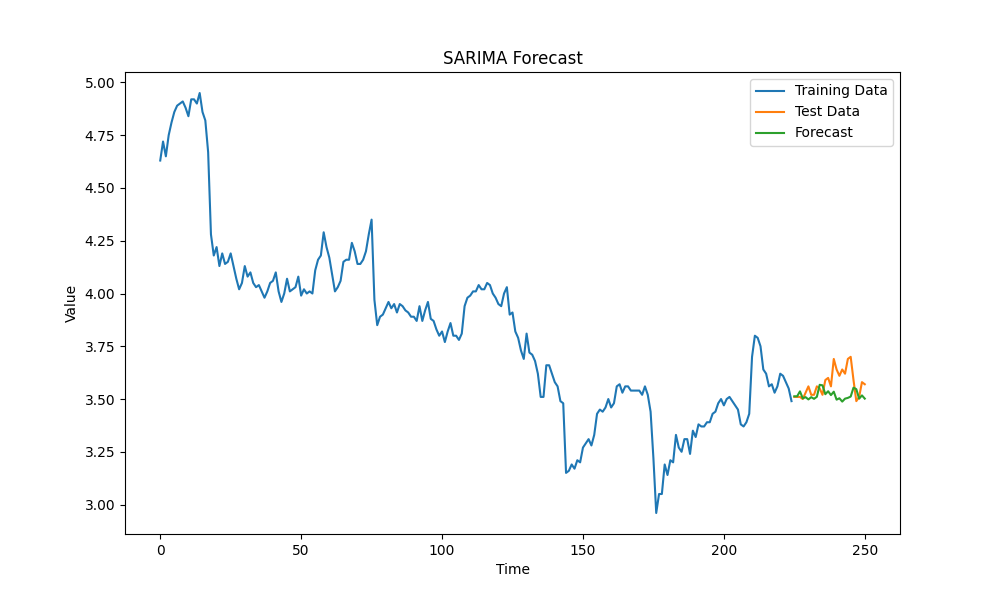 SARIMA Forecast
Training Data
Test Data
Forecast
5.00
4.75
4.50
4.25
4.00
3.75
3.50
3.25
3.00
Value
0
50
100
150
200
250
Time